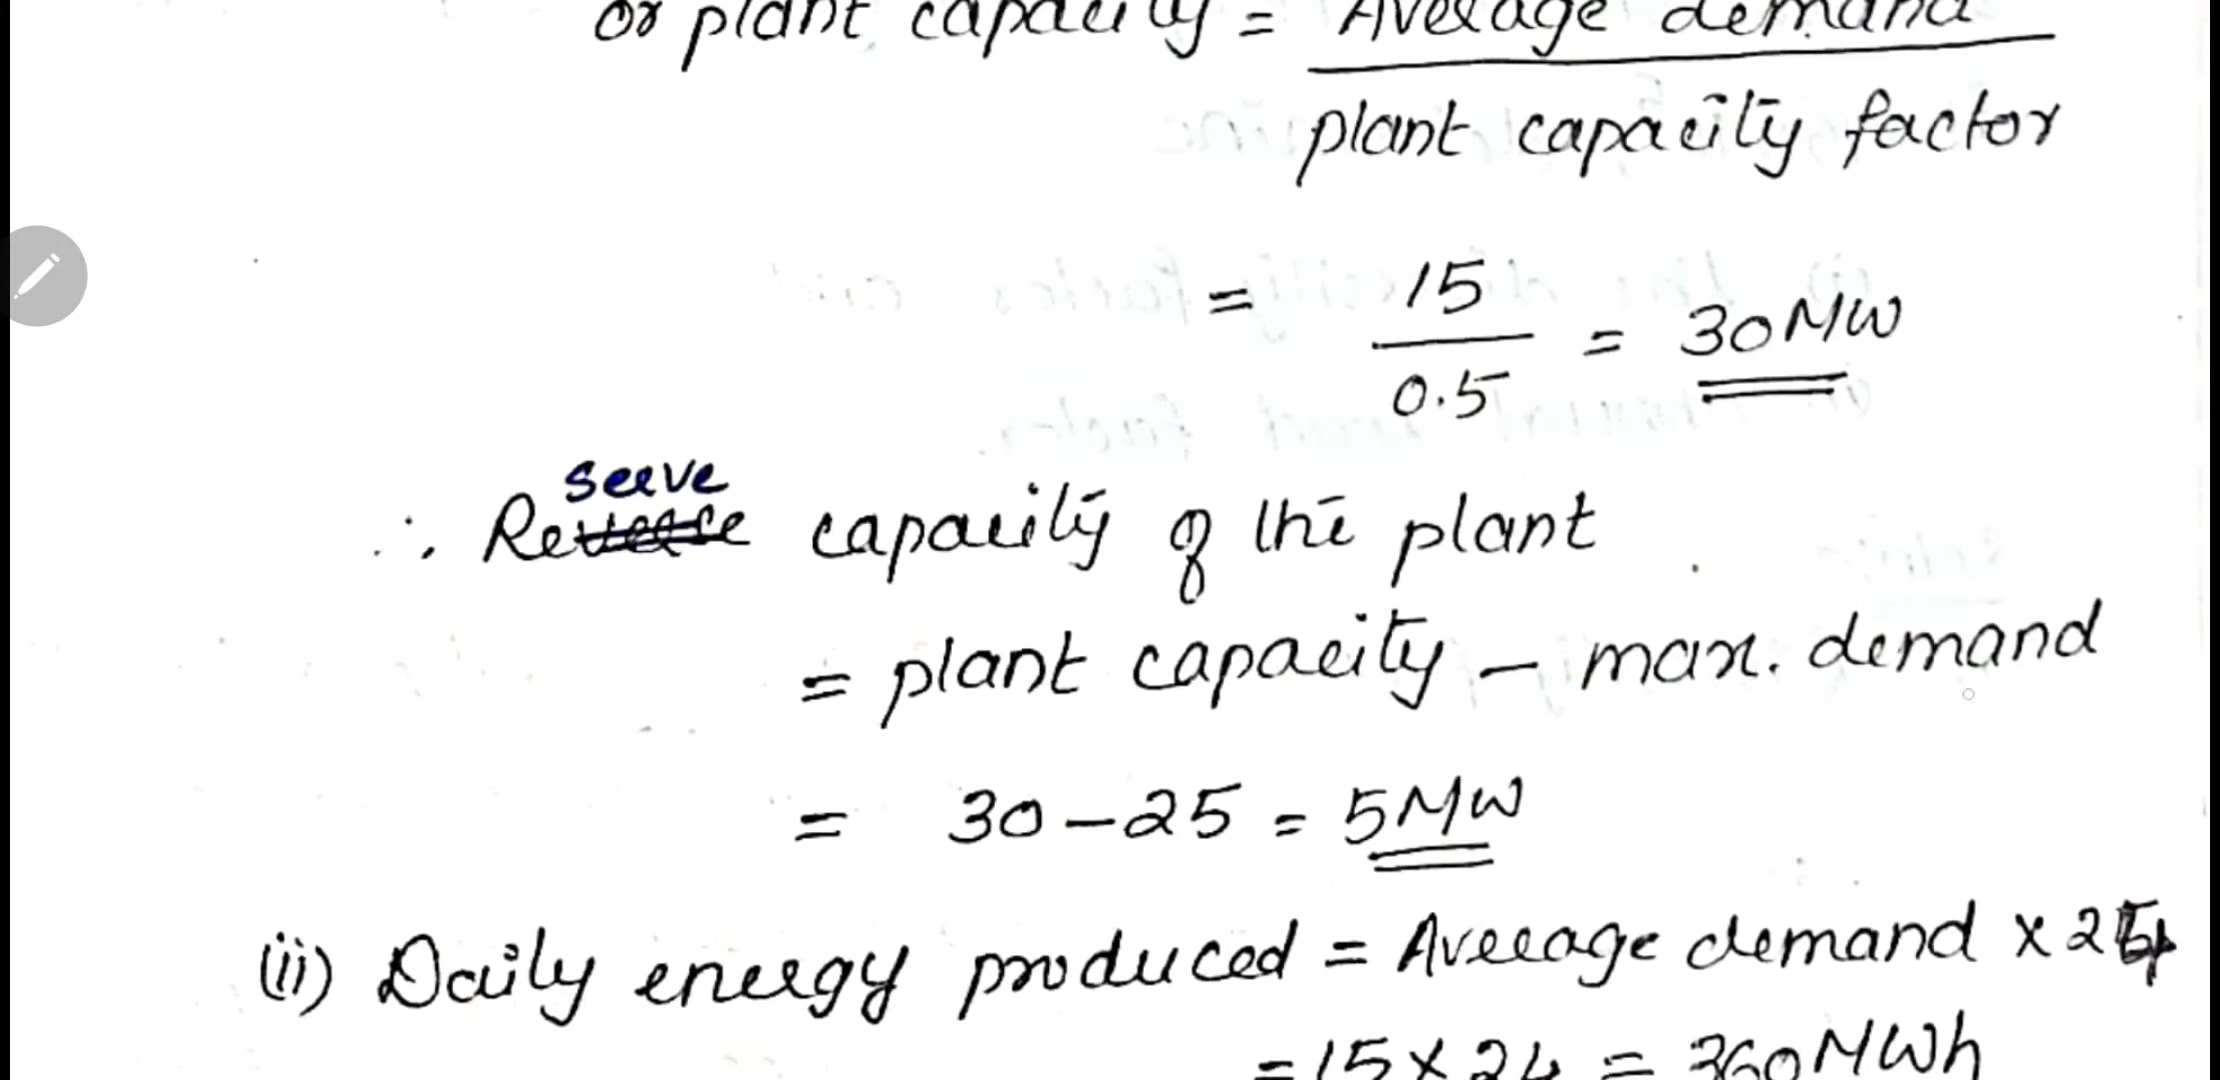 or plant capacity = Average demand
plant capacity factor
= 15
0.5 = 30 MW
∴ Reserve capacity of the plant
= plant capacity - max. demand
= 30 - 25 = 5 MW
(ii) Daily energy produced = Average demand x 24
= 15 x 24 = 360 MWh